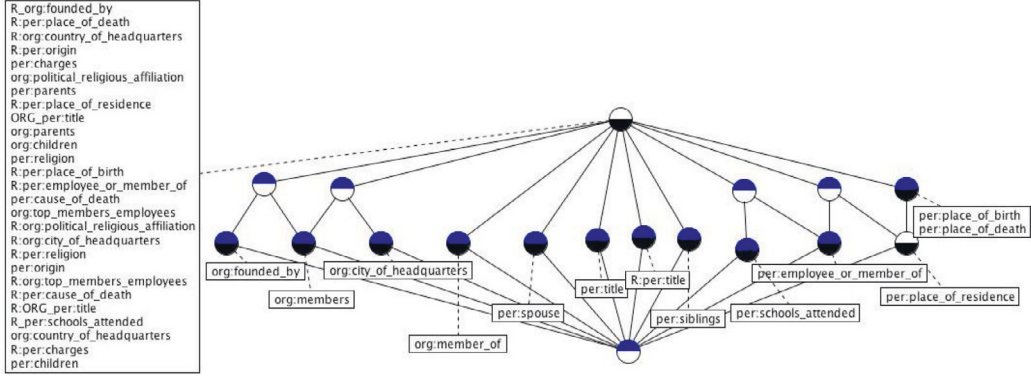 R_org:founded_by
R:per:place_of_death
R:org:country_of_headquarters
R:per:origin
per:charges
org:political_religious_affiliation
per:parents
R:per:place_of_residence
ORG_per:title
org:parents
org:children
per:religion
R:per:place_of_birth
R:per:employee_or_member_of
per:cause_of_death
org:top_members_employees
R:org:political_religious_affiliation
R:org:city_of_headquarters
R:per:religion
per:origin
R:org:top_members_employees
R:per:cause_of_death
R:ORG_per:title
R_per:schools_attended
org:country_of_headquarters
R:per:charges
per:children
per:place_of_birth
per:place_of_death
org:founded_by
org:city_of_headquarters
org:members
per:title
R:per:title
per:employee_or_member_of
per:place_of_residence
per:spouse
per:siblings
per:schools_attended
org:member_of